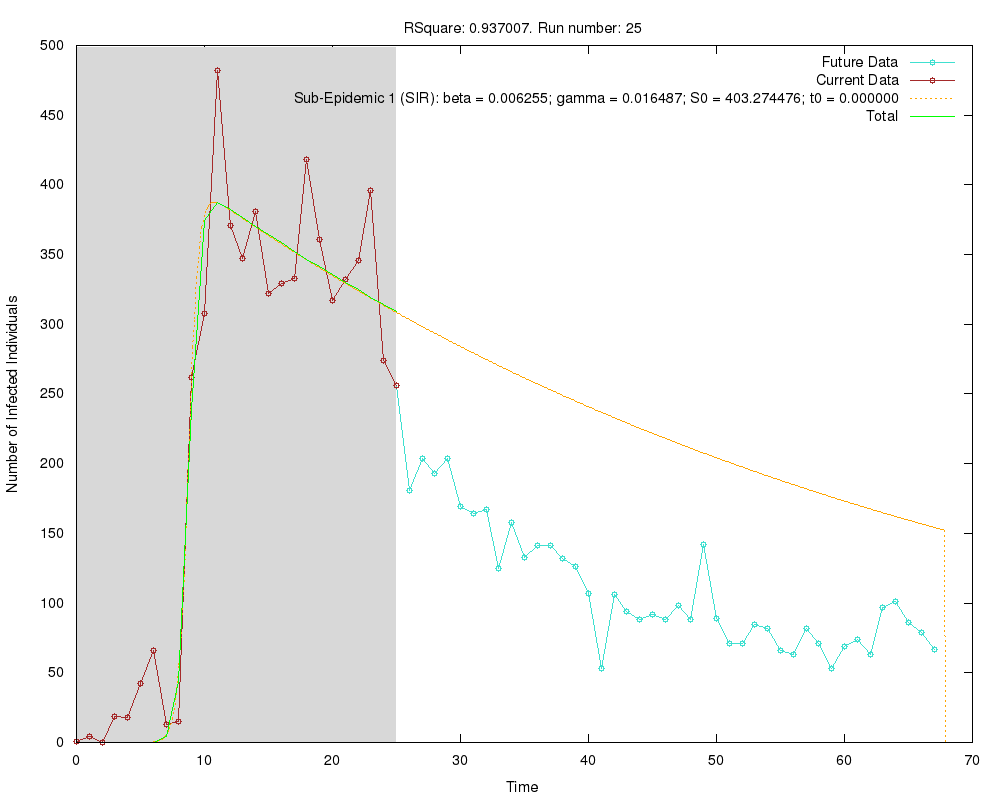 RSquare: 0.937007. Run number: 25
500
450
400
350
300
250
200
150
100
50
0
Number of Infected Individuals
Future Data
Current Data
Sub-Epidemic 1 (SIR): beta = 0.006255; gamma = 0.016487; S0 = 403.274476; t0 = 0.000000
Total
0 10 20 30 40 50 60 70
Time